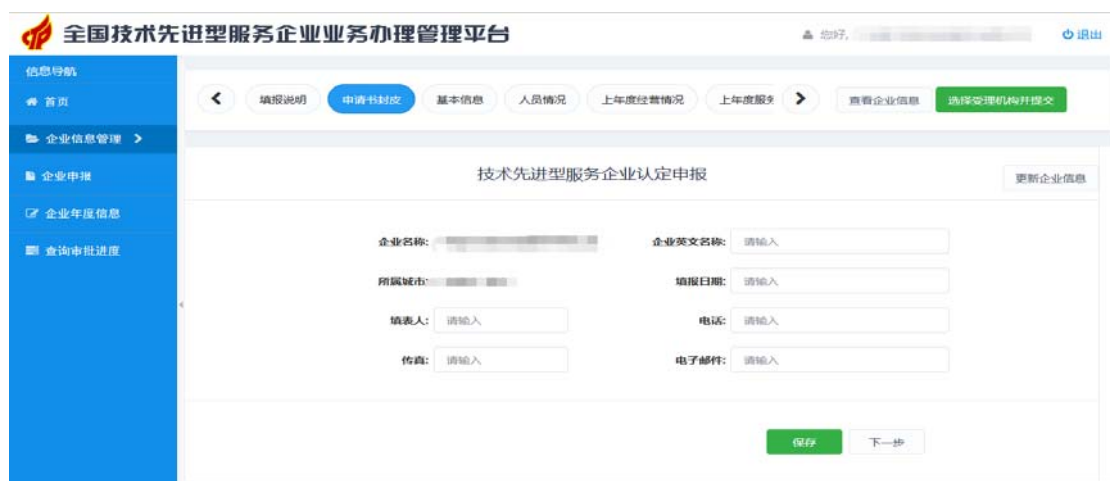 全国技术先进型服务企业业务办理管理平台
您好,
退出
信息导航
首页
企业信息管理
企业申报
企业年度信息
查询审批进度
填报说明 申请书封皮 基本信息 人员情况 上年度经营情况 上年度服务 查看企业信息 选择受理机构并提交
技术先进型服务企业认定申报
更新企业信息
企业名称: 企业英文名称: 请输入
所属城市: 填报日期: 请输入
填表人: 请输入 电话: 请输入
传真: 请输入 电子邮件: 请输入
保存 下一步